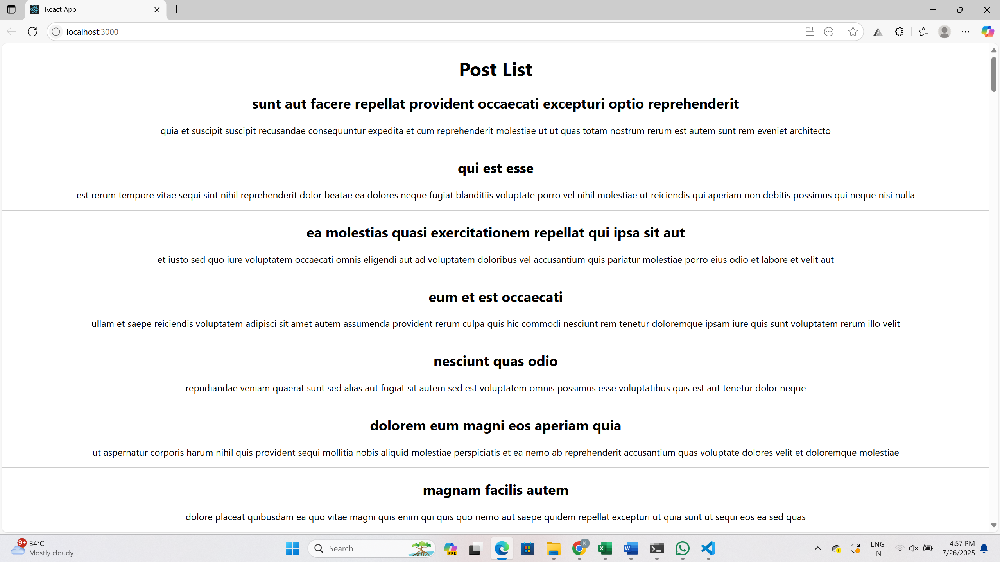 React App
localhost:3000
Post List
sunt aut facere repellat provident occaecati excepturi optio reprehenderit
quia et suscipit suscipit recusandae consequuntur expedita et cum reprehenderit molestiae ut ut quas totam nostrum rerum est autem sunt rem eveniet architecto
qui est esse
est rerum tempore vitae sequi sint nihil reprehenderit dolor beatae ea dolores neque fugiat blanditiis voluptate porro vel nihil molestiae ut reiciendis qui aperiam non debitis possimus qui neque nisi nulla
ea molestias quasi exercitationem repellat qui ipsa sit aut
et iusto sed quo iure voluptatem occaecati omnis eligendi aut ad voluptatem doloribus vel accusantium quis pariatur molestiae porro eius odio et labore et velit aut
eum et est occaecati
ullam et saepe reiciendis voluptatem adipisci sit amet autem assumenda provident rerum culpa quis hic commodi nesciunt rem tenetur doloremque ipsam iure quis sunt voluptatem rerum illo velit
nesciunt quas odio
repudiandae veniam quaerat sunt sed alias aut fugiat sit autem sed est voluptatem omnis possimus esse voluptatibus quis est aut tenetur dolor neque
dolorem eum magni eos aperiam quia
ut aspernatur corporis harum nihil quis provident sequi mollitia nobis aliquid molestiae perspiciatis et ea nemo ab reprehenderit accusantium quas voluptate dolores velit et doloremque molestiae
magnam facilis autem
dolore placeat quibusdam ea quo vitae magni quis enim qui quis quo nemo aut saepe quidem repellat excepturi ut quia sunt ut sequi eos ea sed quas
9+
34°C
Mostly cloudy
Search
PRE
K
X
W
ENG
IN
4:57 PM
7/26/2025